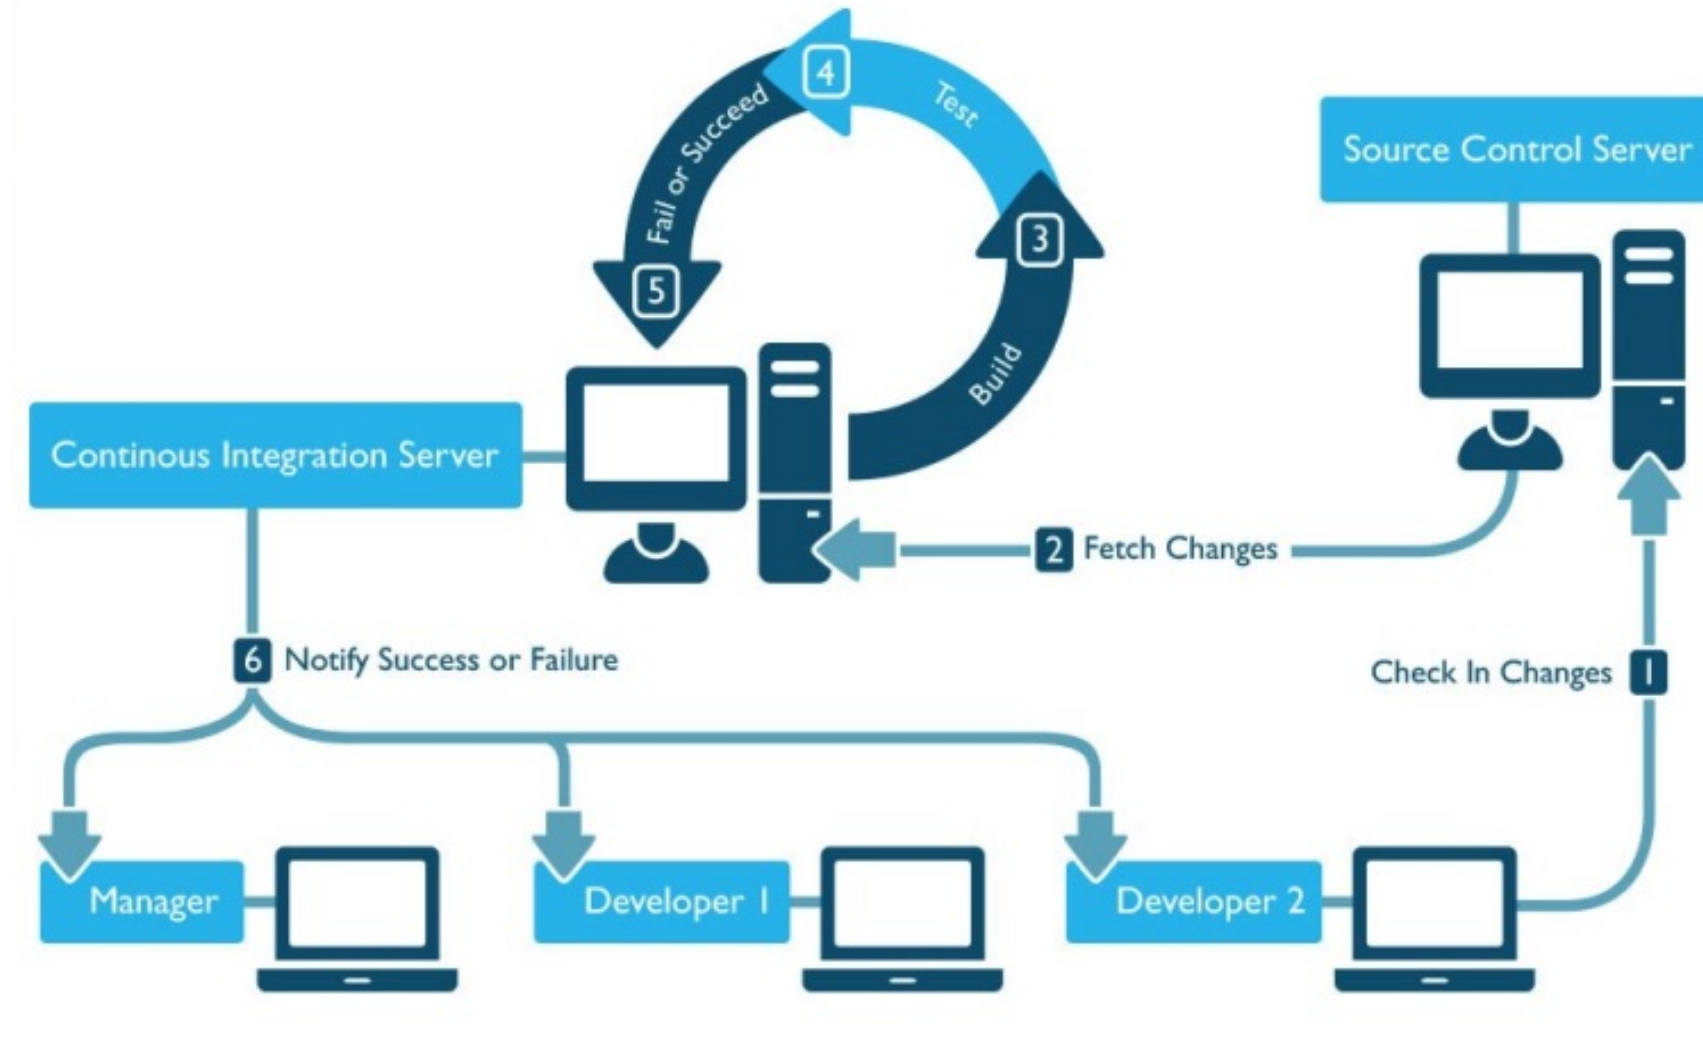 4
Test
Fail or Succeed
Source Control Server
3
5
Build
Continous Integration Server
2 Fetch Changes
6 Notify Success or Failure
Check In Changes 1
Manager
Developer 1
Developer 2